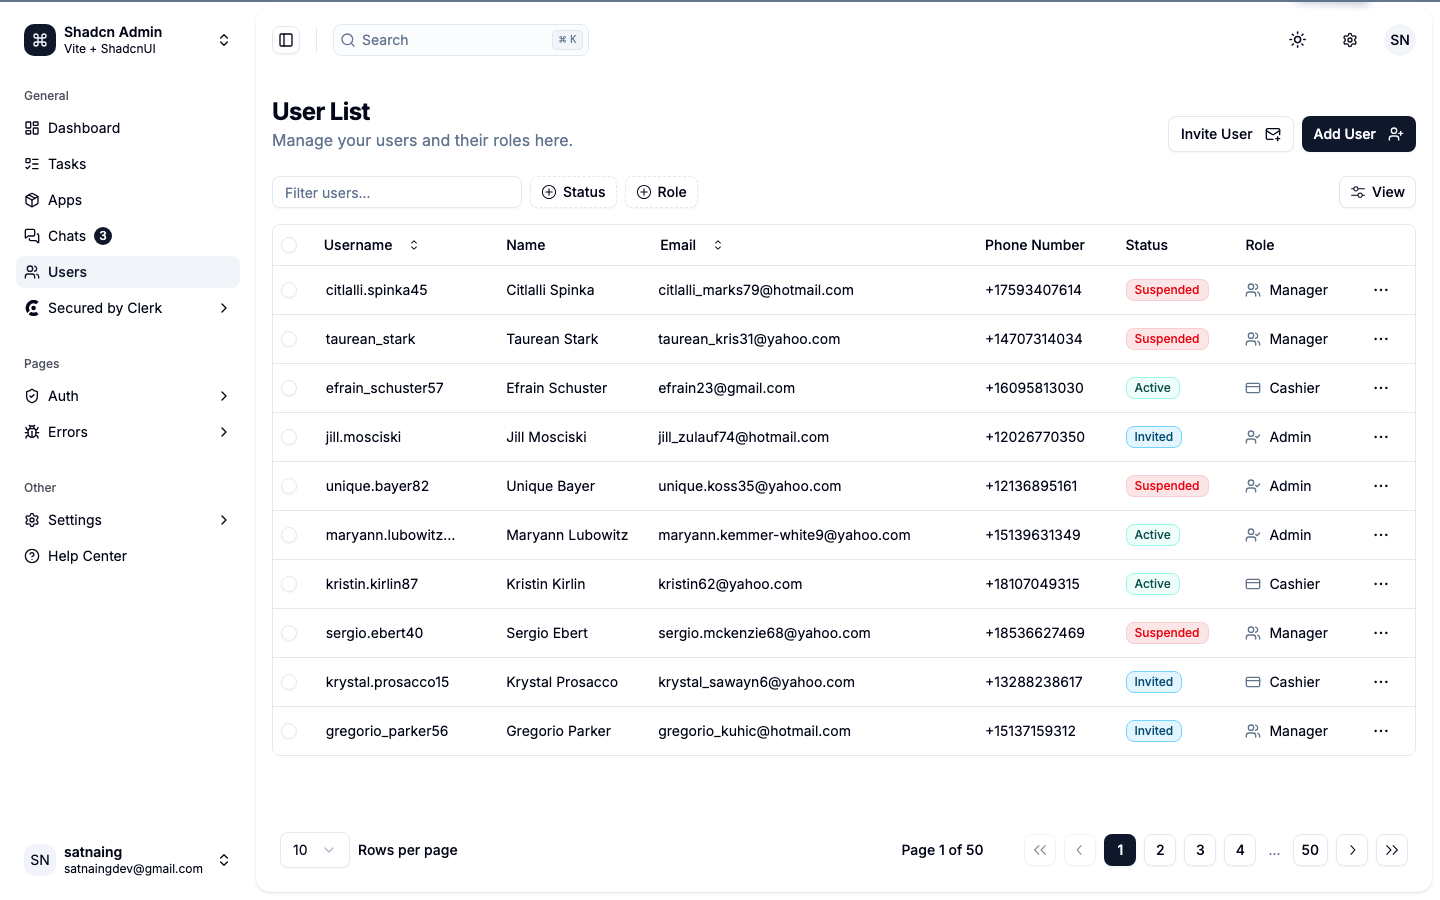 Shadcn Admin
Vite + ShadcnUI
General
Dashboard
Tasks
Apps
Chats 3
Users
Secured by Clerk
Pages
Auth
Errors
Other
Settings
Help Center
SN satnaing
satnaingdev@gmail.com
Search ⌘ K
SN
User List
Manage your users and their roles here.
Invite User Add User
Filter users... Status Role View
Username Name Email Phone Number Status Role
citlalli.spinka45 Citlalli Spinka citlalli_marks79@hotmail.com +17593407614 Suspended Manager
taurean_stark Taurean Stark taurean_kris31@yahoo.com +14707314034 Suspended Manager
efrain_schuster57 Efrain Schuster efrain23@gmail.com +16095813030 Active Cashier
jill.mosciski Jill Mosciski jill_zulauf74@hotmail.com +12026770350 Invited Admin
unique.bayer82 Unique Bayer unique.koss35@yahoo.com +12136895161 Suspended Admin
maryann.lubowitz... Maryann Lubowitz maryann.kemmer-white9@yahoo.com +15139631349 Active Admin
kristin.kirlin87 Kristin Kirlin kristin62@yahoo.com +18107049315 Active Cashier
sergio.ebert40 Sergio Ebert sergio.mckenzie68@yahoo.com +18536627469 Suspended Manager
krystal.prosacco15 Krystal Prosacco krystal_sawayn6@yahoo.com +13288238617 Invited Cashier
gregorio_parker56 Gregorio Parker gregorio_kuhic@hotmail.com +15137159312 Invited Manager
10 Rows per page Page 1 of 50 1 2 3 4 ... 50